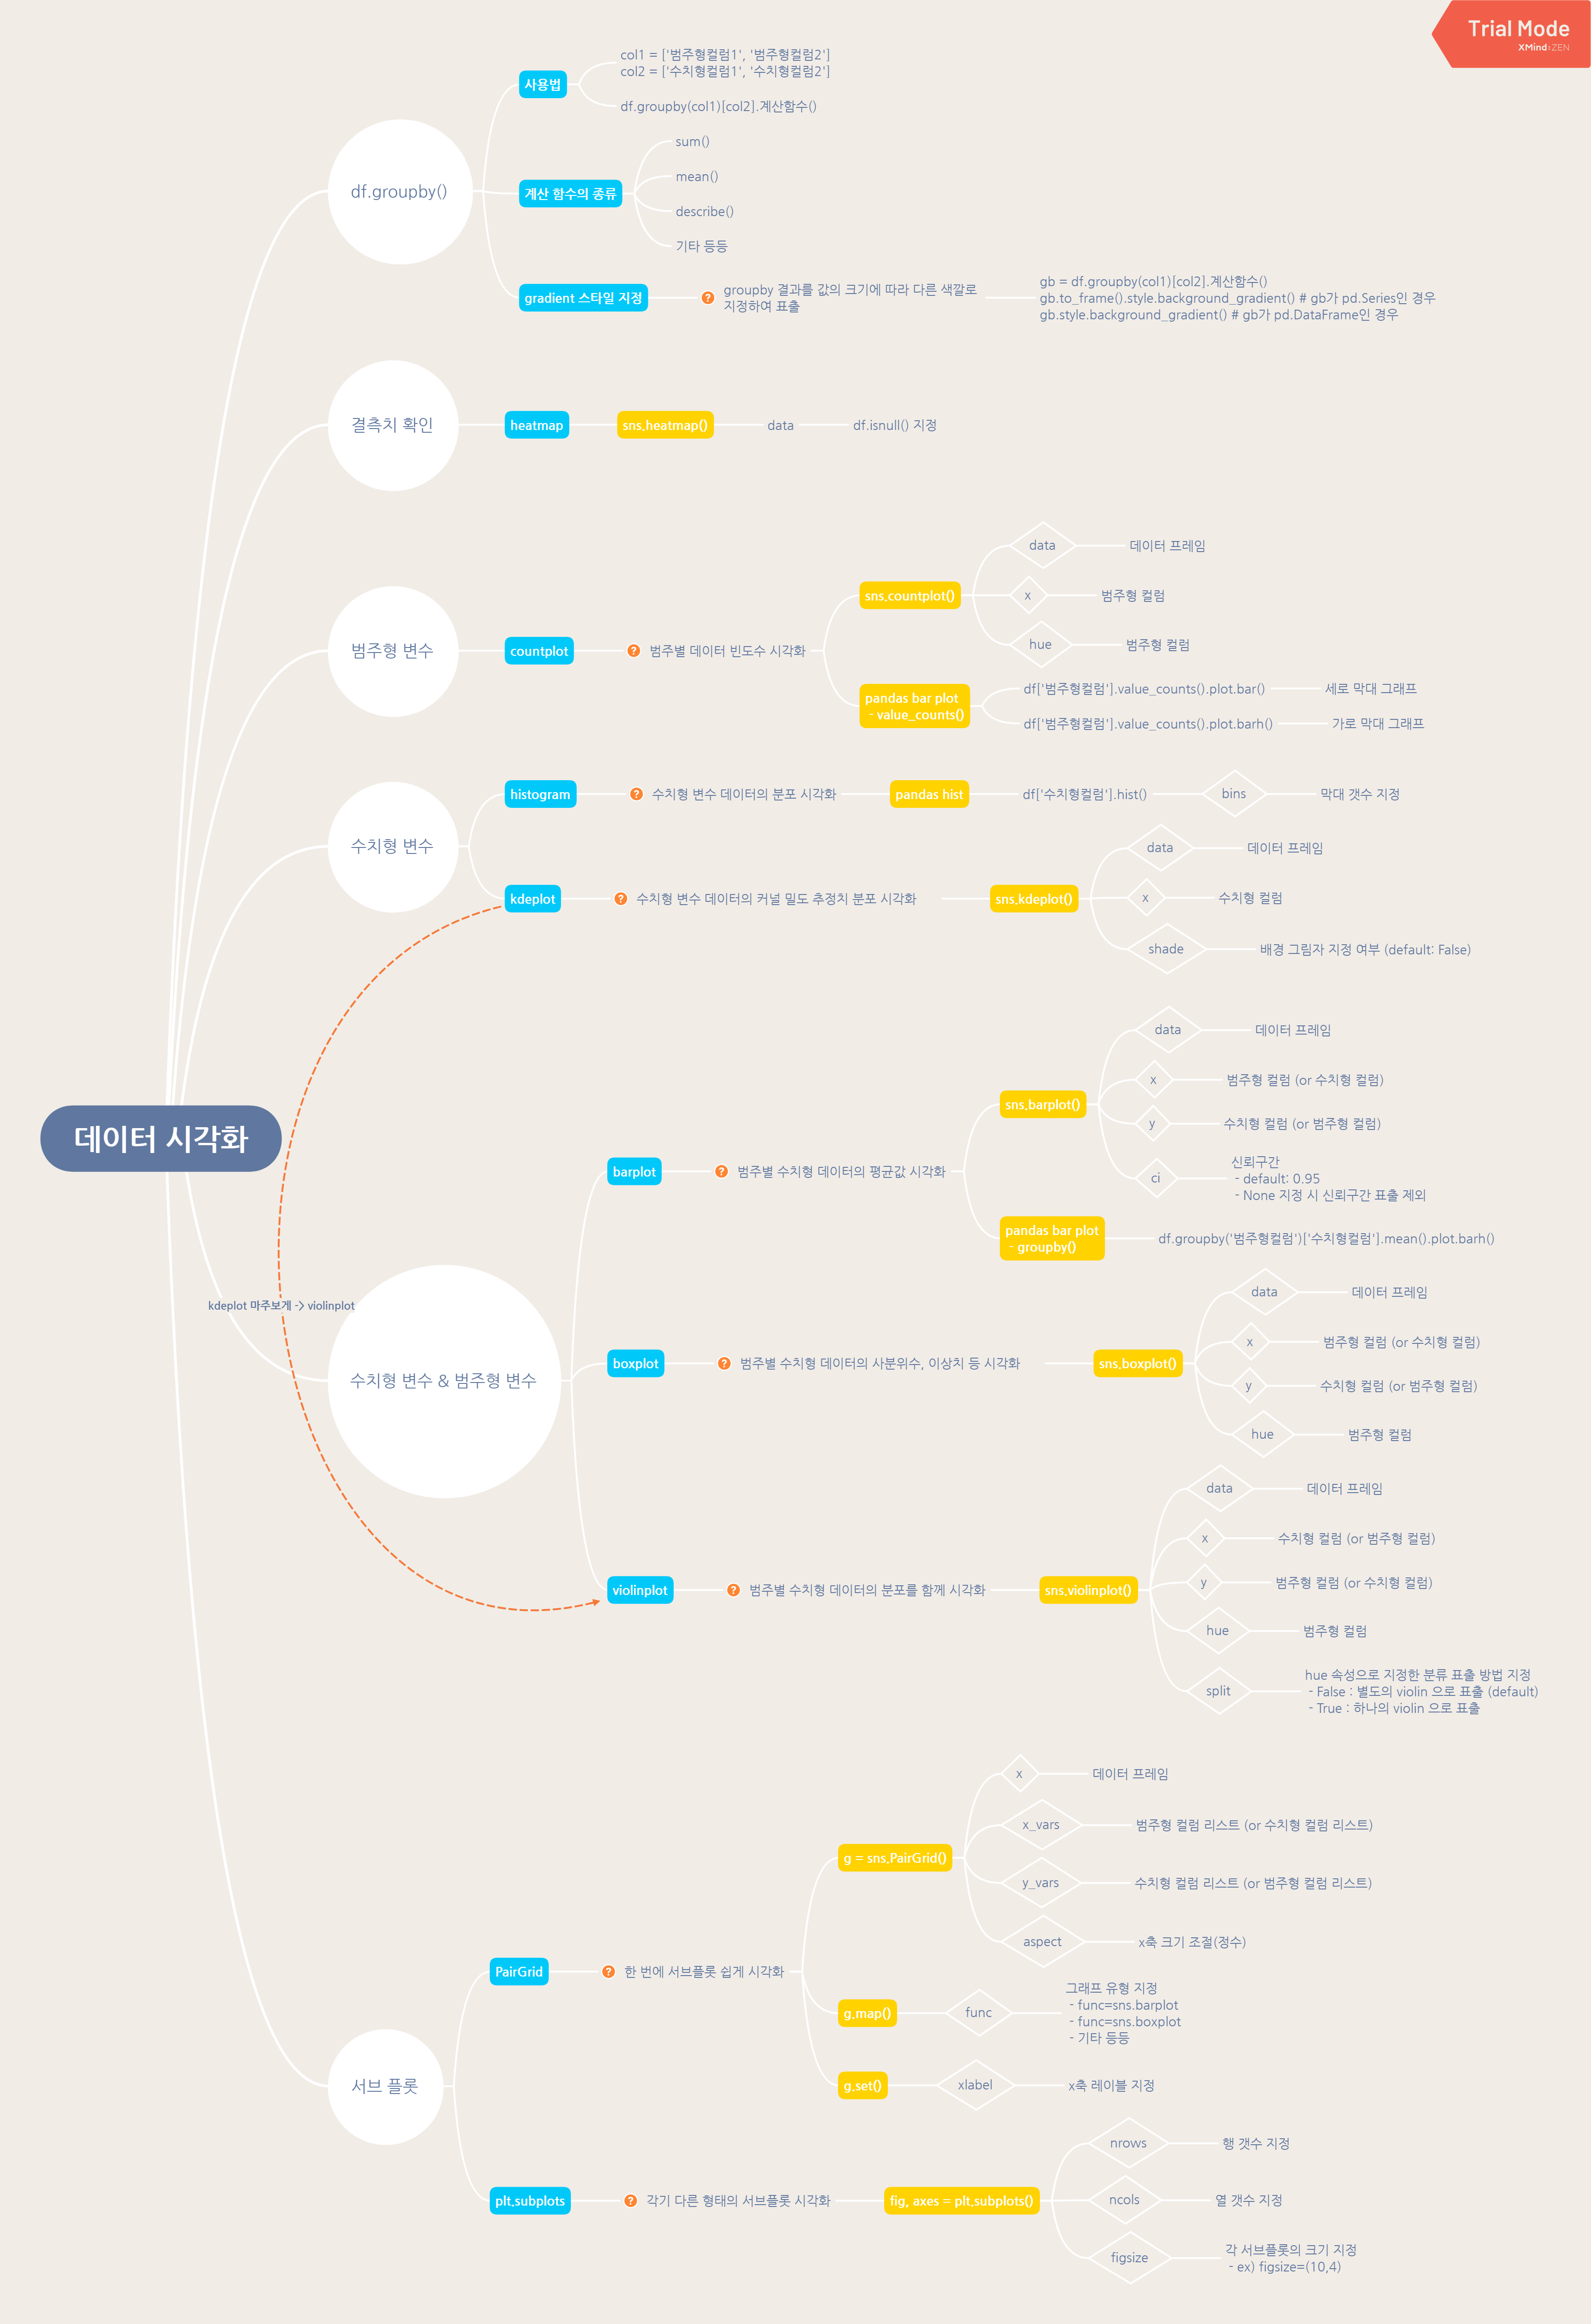 Trial Mode
XMind:ZEN
데이터 시각화
df.groupby()
사용법
col1 = ['범주형컬럼1', '범주형컬럼2']
col2 = ['수치형컬럼1', '수치형컬럼2']
df.groupby(col1)[col2].계산함수()
계산 함수의 종류
sum()
mean()
describe()
기타 등등
gradient 스타일 지정
groupby 결과를 값의 크기에 따라 다른 색깔로
지정하여 표출
gb = df.groupby(col1)[col2].계산함수()
gb.to_frame().style.background_gradient() # gb가 pd.Series인 경우
gb.style.background_gradient() # gb가 pd.DataFrame인 경우
결측치 확인
heatmap
sns.heatmap()
data
df.isnull() 지정
범주형 변수
countplot
범주별 데이터 빈도수 시각화
sns.countplot()
data
데이터 프레임
x
범주형 컬럼
hue
범주형 컬럼
pandas bar plot
- value_counts()
df['범주형컬럼'].value_counts().plot.bar()
세로 막대 그래프
df['범주형컬럼'].value_counts().plot.barh()
가로 막대 그래프
수치형 변수
histogram
수치형 변수 데이터의 분포 시각화
pandas hist
df['수치형컬럼'].hist()
bins
막대 갯수 지정
kdeplot
수치형 변수 데이터의 커널 밀도 추정치 분포 시각화
sns.kdeplot()
data
데이터 프레임
x
수치형 컬럼
shade
배경 그림자 지정 여부 (default: False)
kdeplot 마주보게 -> violinplot
수치형 변수 & 범주형 변수
barplot
범주별 수치형 데이터의 평균값 시각화
sns.barplot()
data
데이터 프레임
x
범주형 컬럼 (or 수치형 컬럼)
y
수치형 컬럼 (or 범주형 컬럼)
ci
신뢰구간
- default: 0.95
- None 지정 시 신뢰구간 표출 제외
pandas bar plot
- groupby()
df.groupby('범주형컬럼')['수치형컬럼'].mean().plot.barh()
boxplot
범주별 수치형 데이터의 사분위수, 이상치 등 시각화
sns.boxplot()
data
데이터 프레임
x
범주형 컬럼 (or 수치형 컬럼)
y
수치형 컬럼 (or 범주형 컬럼)
hue
범주형 컬럼
violinplot
범주별 수치형 데이터의 분포를 함께 시각화
sns.violinplot()
data
데이터 프레임
x
수치형 컬럼 (or 범주형 컬럼)
y
범주형 컬럼 (or 수치형 컬럼)
hue
범주형 컬럼
split
hue 속성으로 지정한 분류 표출 방법 지정
- False : 별도의 violin 으로 표출 (default)
- True : 하나의 violin 으로 표출
서브 플롯
PairGrid
한 번에 서브플롯 쉽게 시각화
g = sns.PairGrid()
x
데이터 프레임
x_vars
범주형 컬럼 리스트 (or 수치형 컬럼 리스트)
y_vars
수치형 컬럼 리스트 (or 범주형 컬럼 리스트)
aspect
x축 크기 조절(정수)
g.map()
func
그래프 유형 지정
- func=sns.barplot
- func=sns.boxplot
- 기타 등등
g.set()
xlabel
x축 레이블 지정
plt.subplots
각기 다른 형태의 서브플롯 시각화
fig, axes = plt.subplots()
nrows
행 갯수 지정
ncols
열 갯수 지정
figsize
각 서브플롯의 크기 지정
- ex) figsize=(10,4)